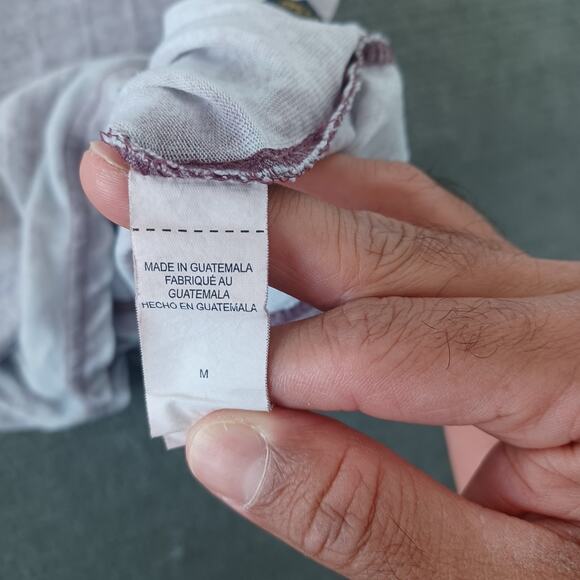 MADE IN GUATEMALA
FABRIQUÉ AU
GUATEMALA
HECHO EN GUATEMALA
M